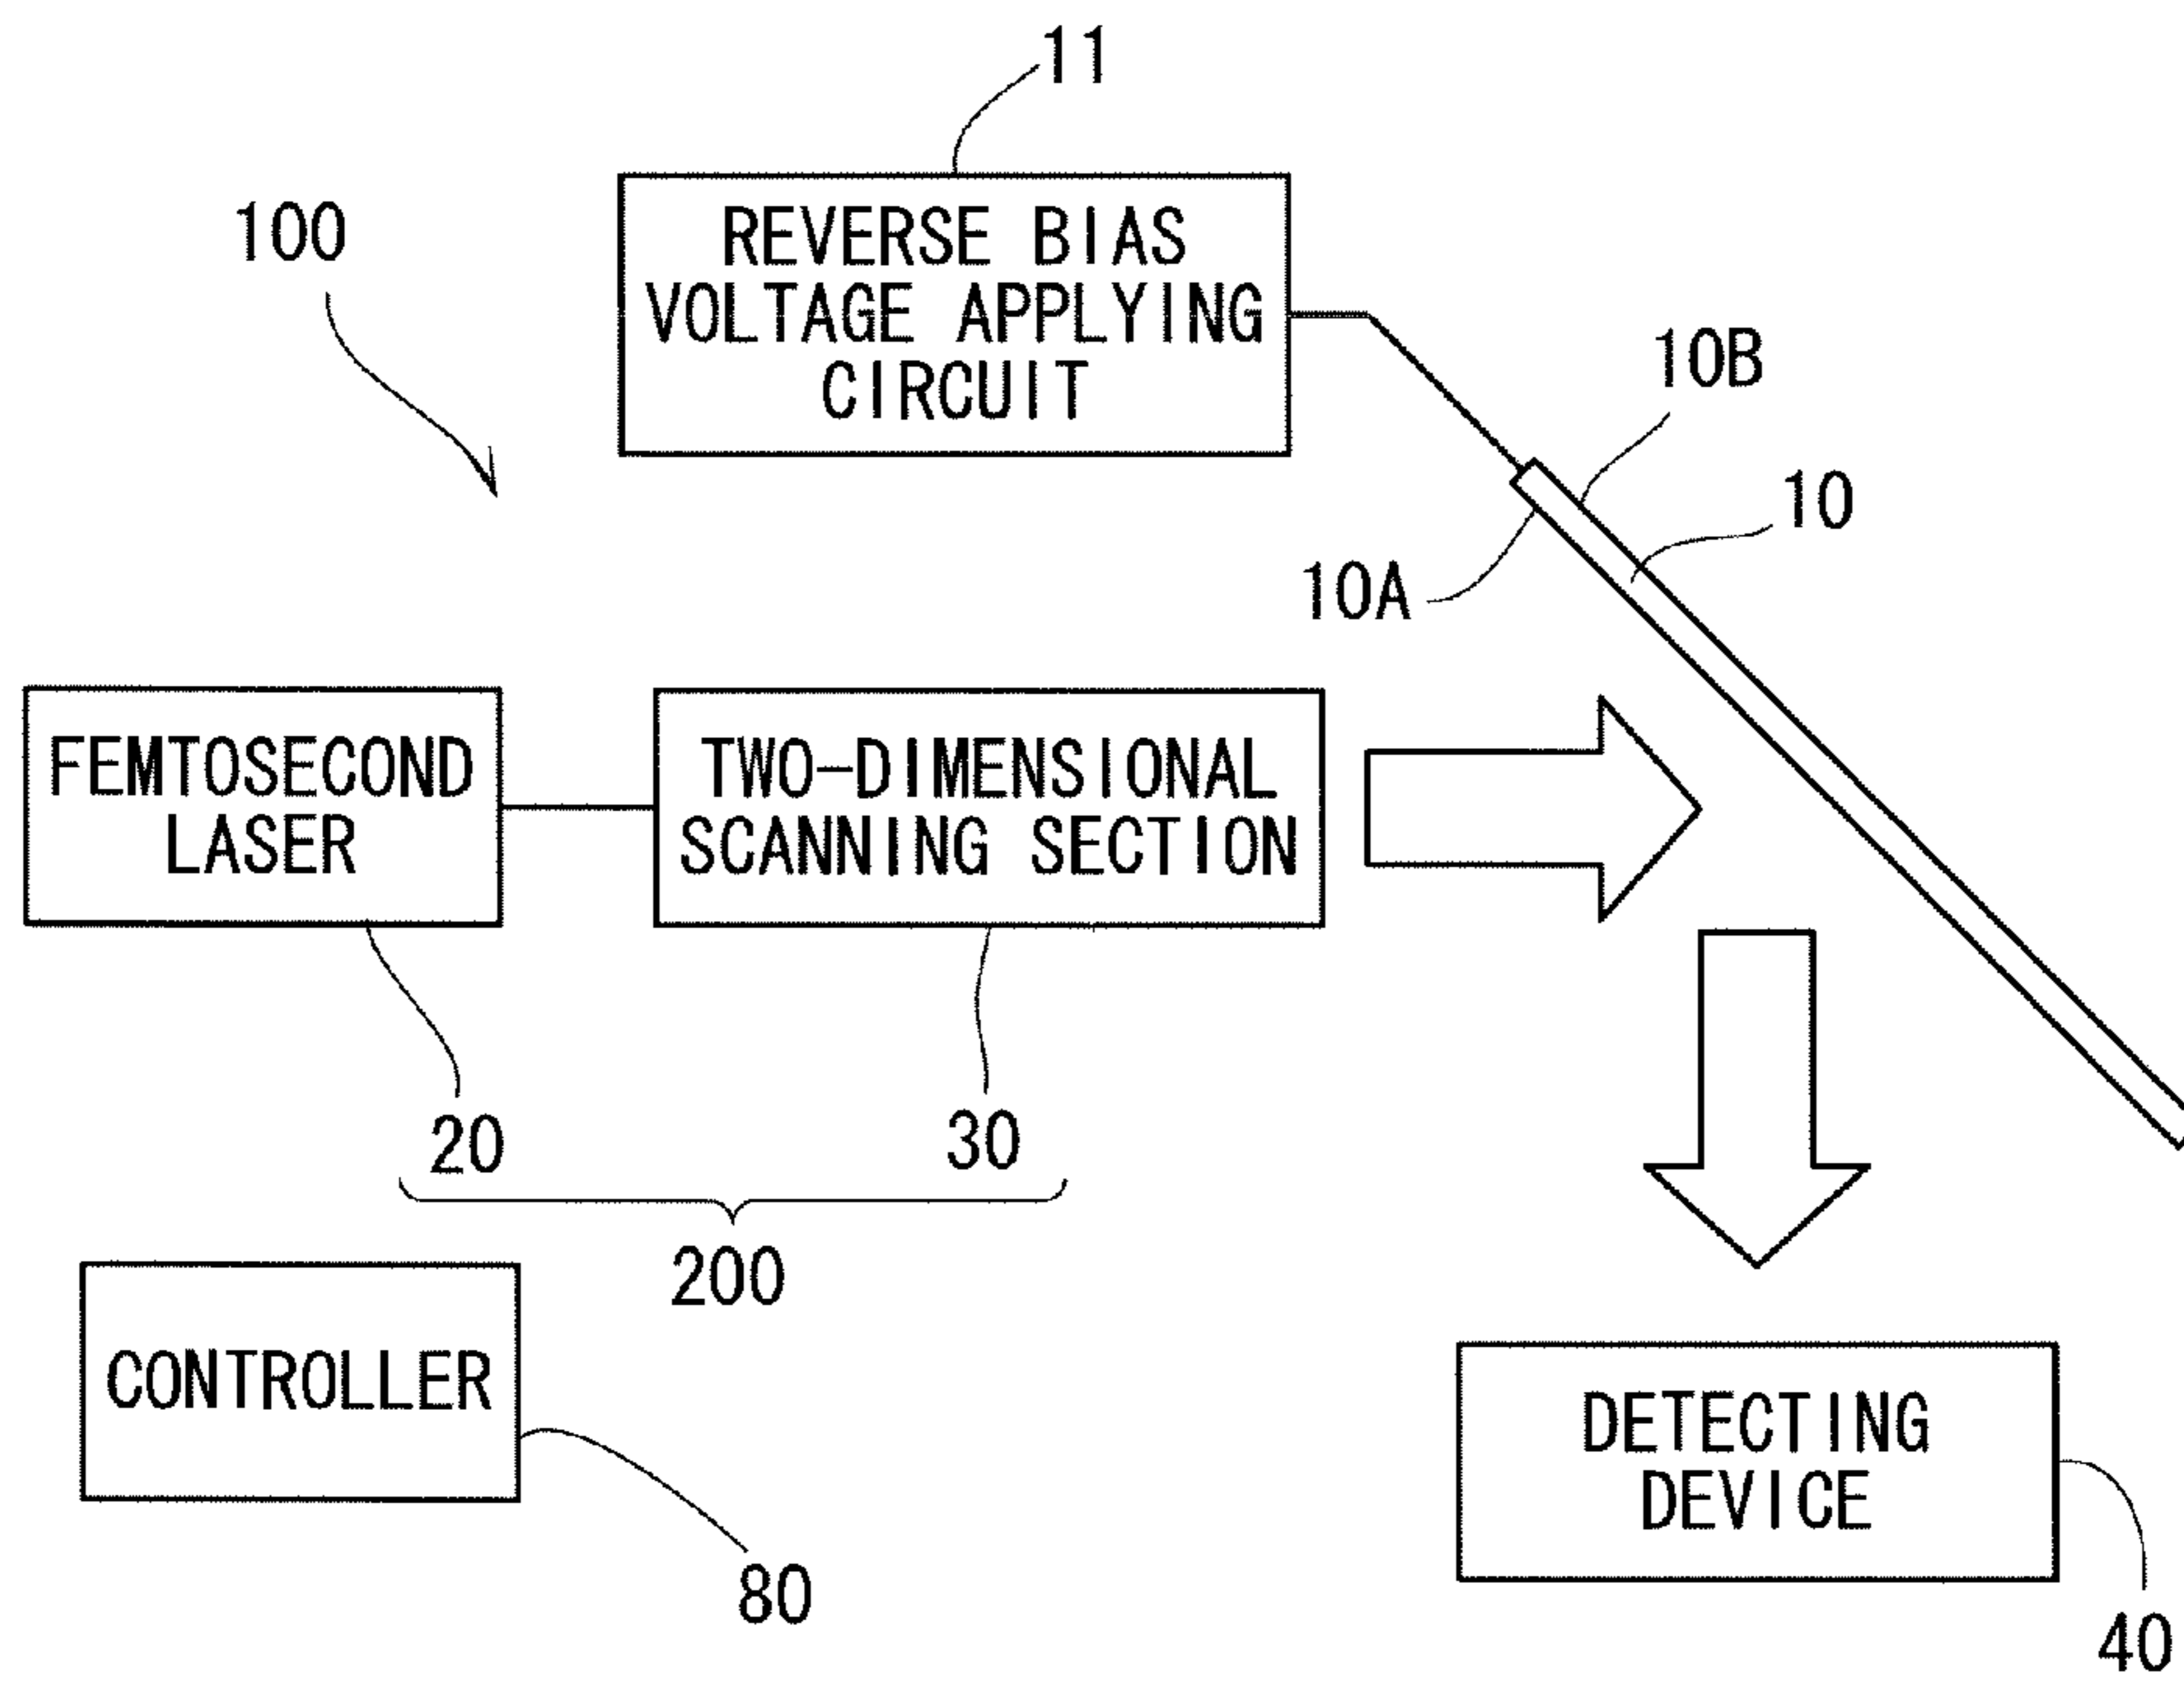 11
100
REVERSE BIAS
VOLTAGE APPLYING
CIRCUIT
10B
10
10A
FEMTOSECOND
LASER
TWO-DIMENSIONAL
SCANNING SECTION
20
30
200
CONTROLLER
DETECTING
DEVICE
80
40